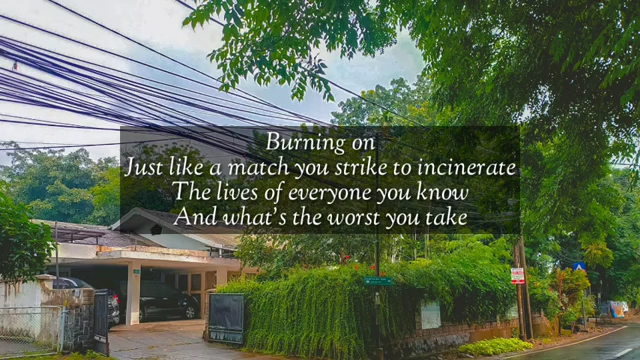 Burning on
Just like a match you strike to incinerate
The lives of everyone you know
And what's the worst you take